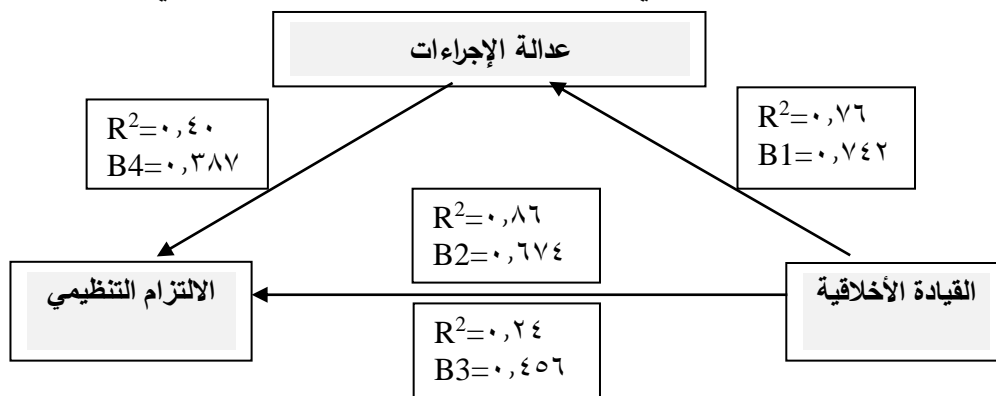 عدالة الإجراءات
R²=٠,٤٠
B4=٠,٣٨٧
R²=٠,٧٦
B1=٠,٧٤٢
R²=٠,٨٦
B2=٠,٦٧٤
الالتزام التنظيمي
القيادة الأخلاقية
R²=٠,٢٤
B3=٠,٤٥٦